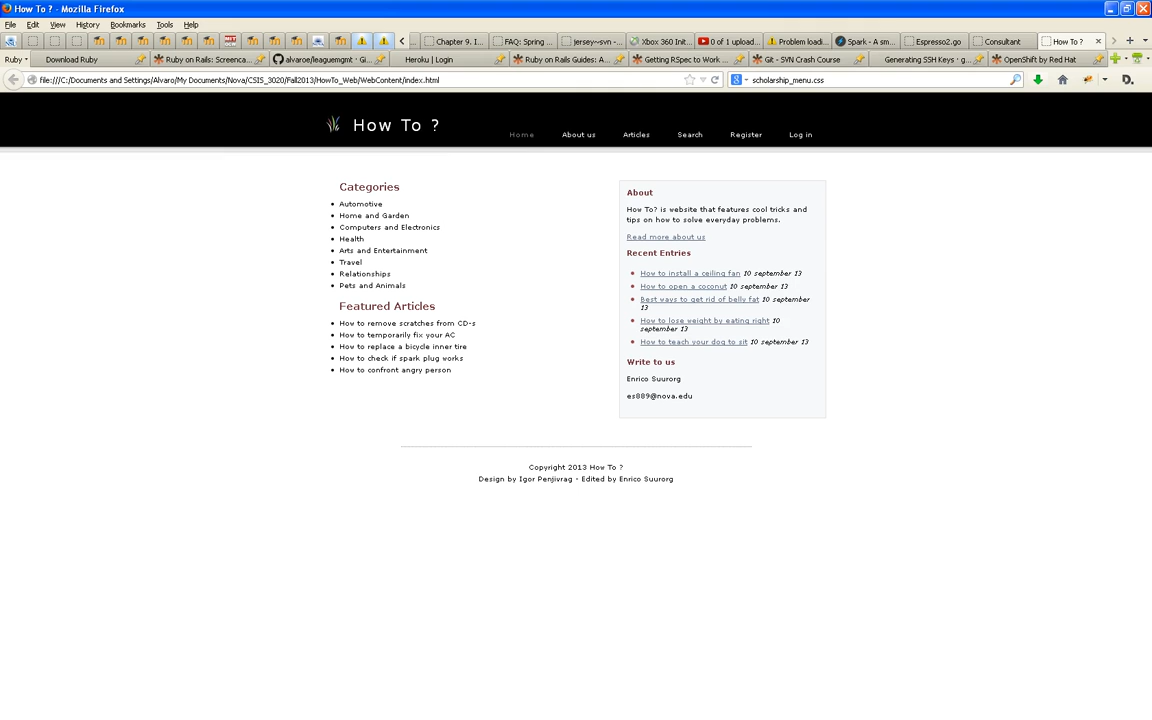 How To ? - Mozilla Firefox
File Edit View History Bookmarks Tools Help
Chapter 9. I... FAQ: Spring ... jersey~svn -... Xbox 360 Init... 0 of 1 upload... Problem loadi... Spark - A sm... Espresso2.go Consultant How To ?
Ruby Download Ruby Ruby on Rails: Screenca... alvaroe/leaguemgmt · Gi... Heroku | Login Ruby on Rails Guides: A... Getting RSpec to Work ... Git - SVN Crash Course Generating SSH Keys · g... OpenShift by Red Hat
file:///C:/Documents and Settings/Alvaro/My Documents/Nova/CSIS_3020/Fall2013/HowTo_Web/WebContent/index.html scholarship_menu.css
How To ?
Home About us Articles Search Register Log in
Categories
Automotive
Home and Garden
Computers and Electronics
Health
Arts and Entertainment
Travel
Relationships
Pets and Animals
Featured Articles
How to remove scratches from CD-s
How to temporarily fix your AC
How to replace a bicycle inner tire
How to check if spark plug works
How to confront angry person
About
How To? is website that features cool tricks and
tips on how to solve everyday problems.
Read more about us
Recent Entries
How to install a ceiling fan 10 september 13
How to open a coconut 10 september 13
Best ways to get rid of belly fat 10 september
13
How to lose weight by eating right 10
september 13
How to teach your dog to sit 10 september 13
Write to us
Enrico Suurorg
es889@nova.edu
Copyright 2013 How To ?
Design by Igor Penjivrag - Edited by Enrico Suurorg